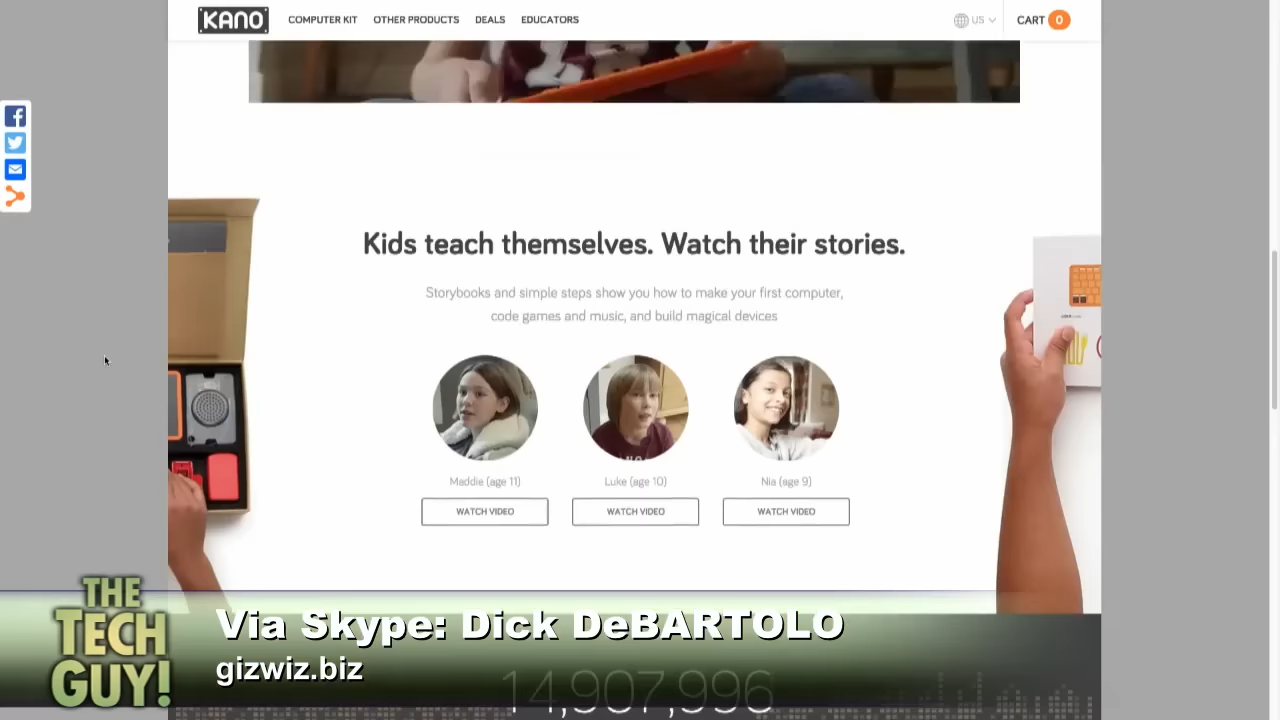 KANO
COMPUTER KIT
OTHER PRODUCTS
DEALS
EDUCATORS
US
CART 0
Kids teach themselves. Watch their stories.
Storybooks and simple steps show you how to make your first computer,
code games and music, and build magical devices
Maddie (age 11)
Luke (age 10)
Nia (age 9)
WATCH VIDEO
WATCH VIDEO
WATCH VIDEO
THE
TECH
GUY!
Via Skype: Dick DeBARTOLO
gizwiz.biz
14,907,996